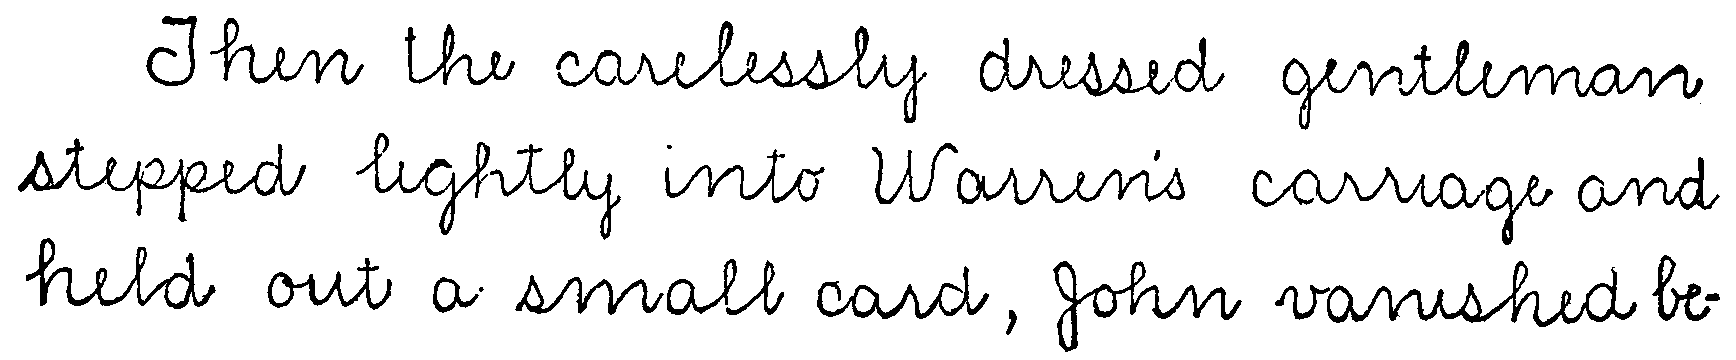 Then the carelessly dressed gentleman
stepped lightly into Warren's carriage and
held out a small card, John vanished be-